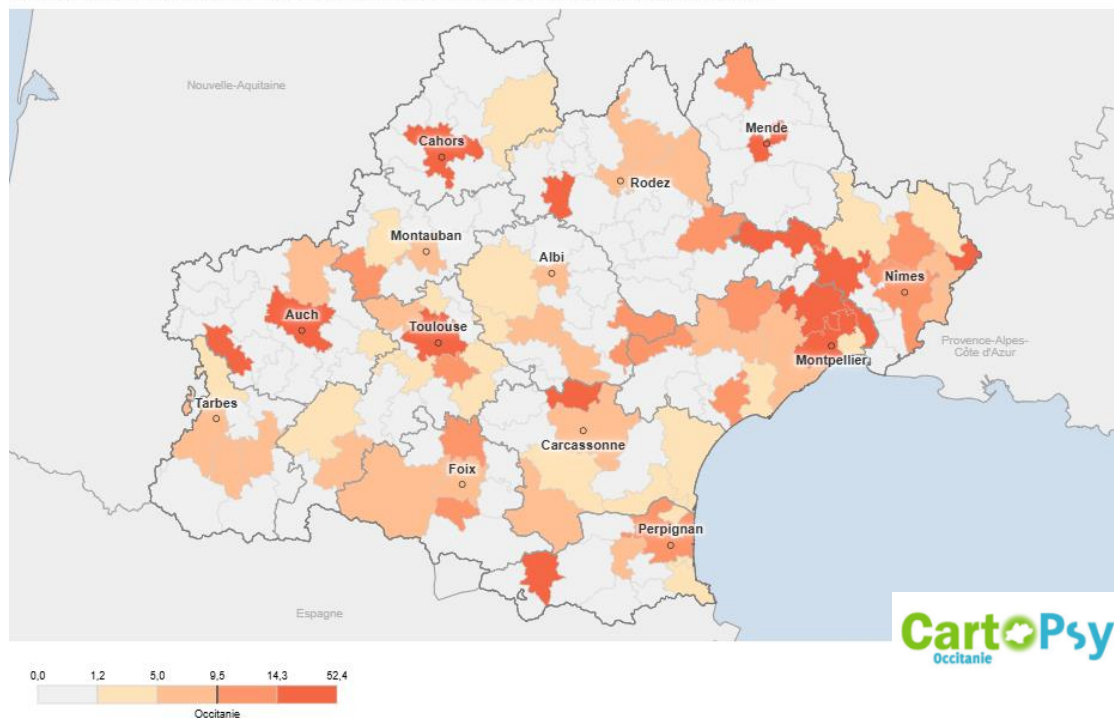 Nouvelle-Aquitaine
Mende
Cahors
Rodez
Montauban
Albi
Nîmes
Auch
Toulouse
Provence-Alpes-
Côte d'Azur
Montpellier
Tarbes
Carcassonne
Foix
Perpignan
Espagne
CartoPsy
Occitanie
0,0 1,2 5,0 9,5 14,3 52,4
Occitanie